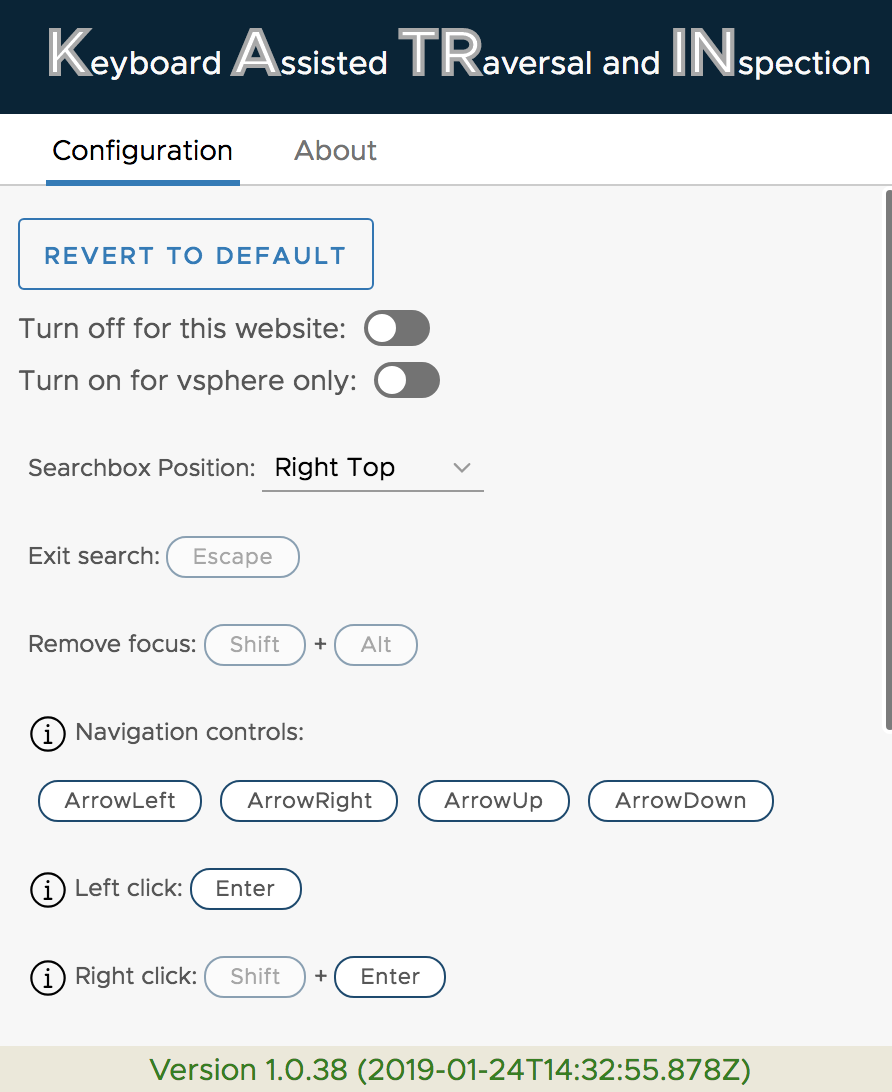 Keyboard Assisted TRaversal and INspection
Configuration About
REVERT TO DEFAULT
Turn off for this website:
Turn on for vsphere only:
Searchbox Position: Right Top
Exit search: Escape
Remove focus: Shift + Alt
i Navigation controls:
ArrowLeft ArrowRight ArrowUp ArrowDown
i Left click: Enter
i Right click: Shift + Enter
Version 1.0.38 (2019-01-24T14:32:55.878Z)